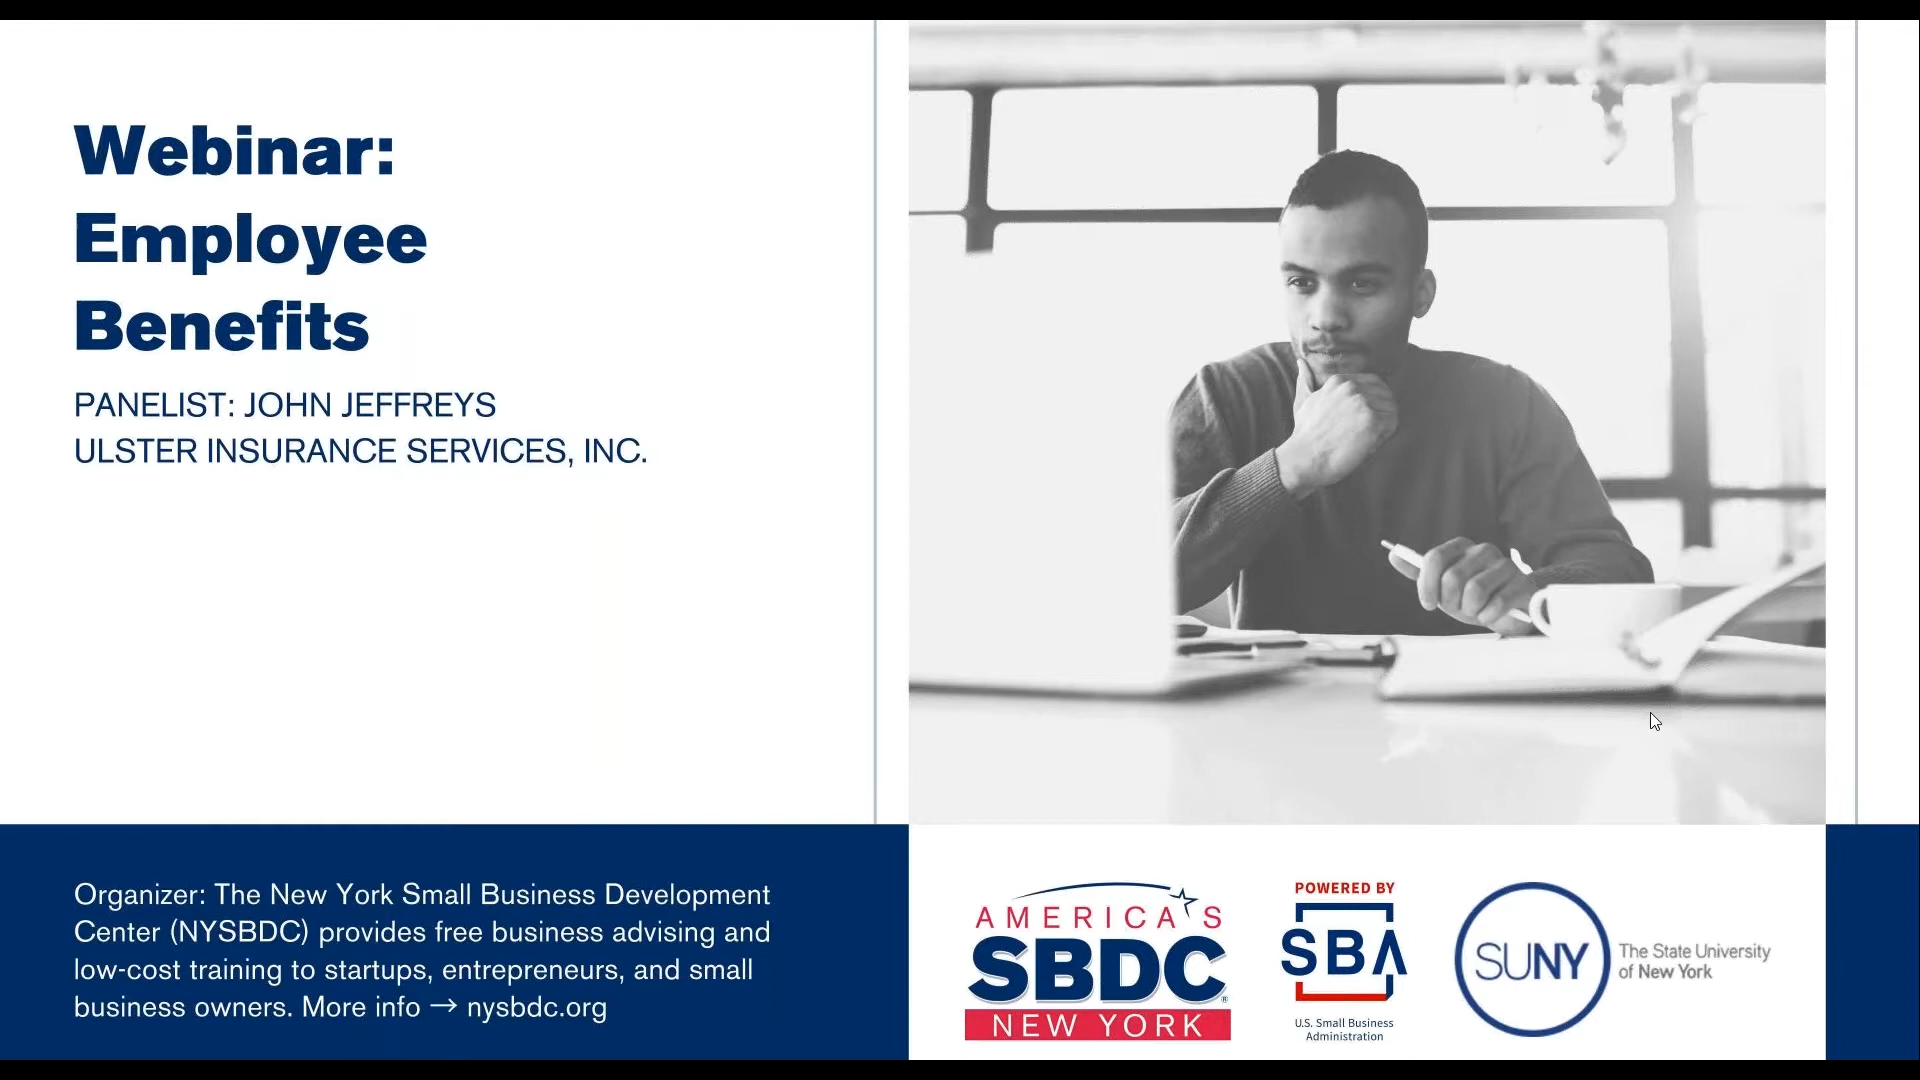 Webinar:
Employee
Benefits
PANELIST: JOHN JEFFREYS
ULSTER INSURANCE SERVICES, INC.
Organizer: The New York Small Business Development
Center (NYSBDC) provides free business advising and
low-cost training to startups, entrepreneurs, and small
business owners. More info → nysbdc.org
AMERICA'S
SBDC®
NEW YORK
POWERED BY
SBA
U.S. Small Business
Administration
SUNY
The State University
of New York